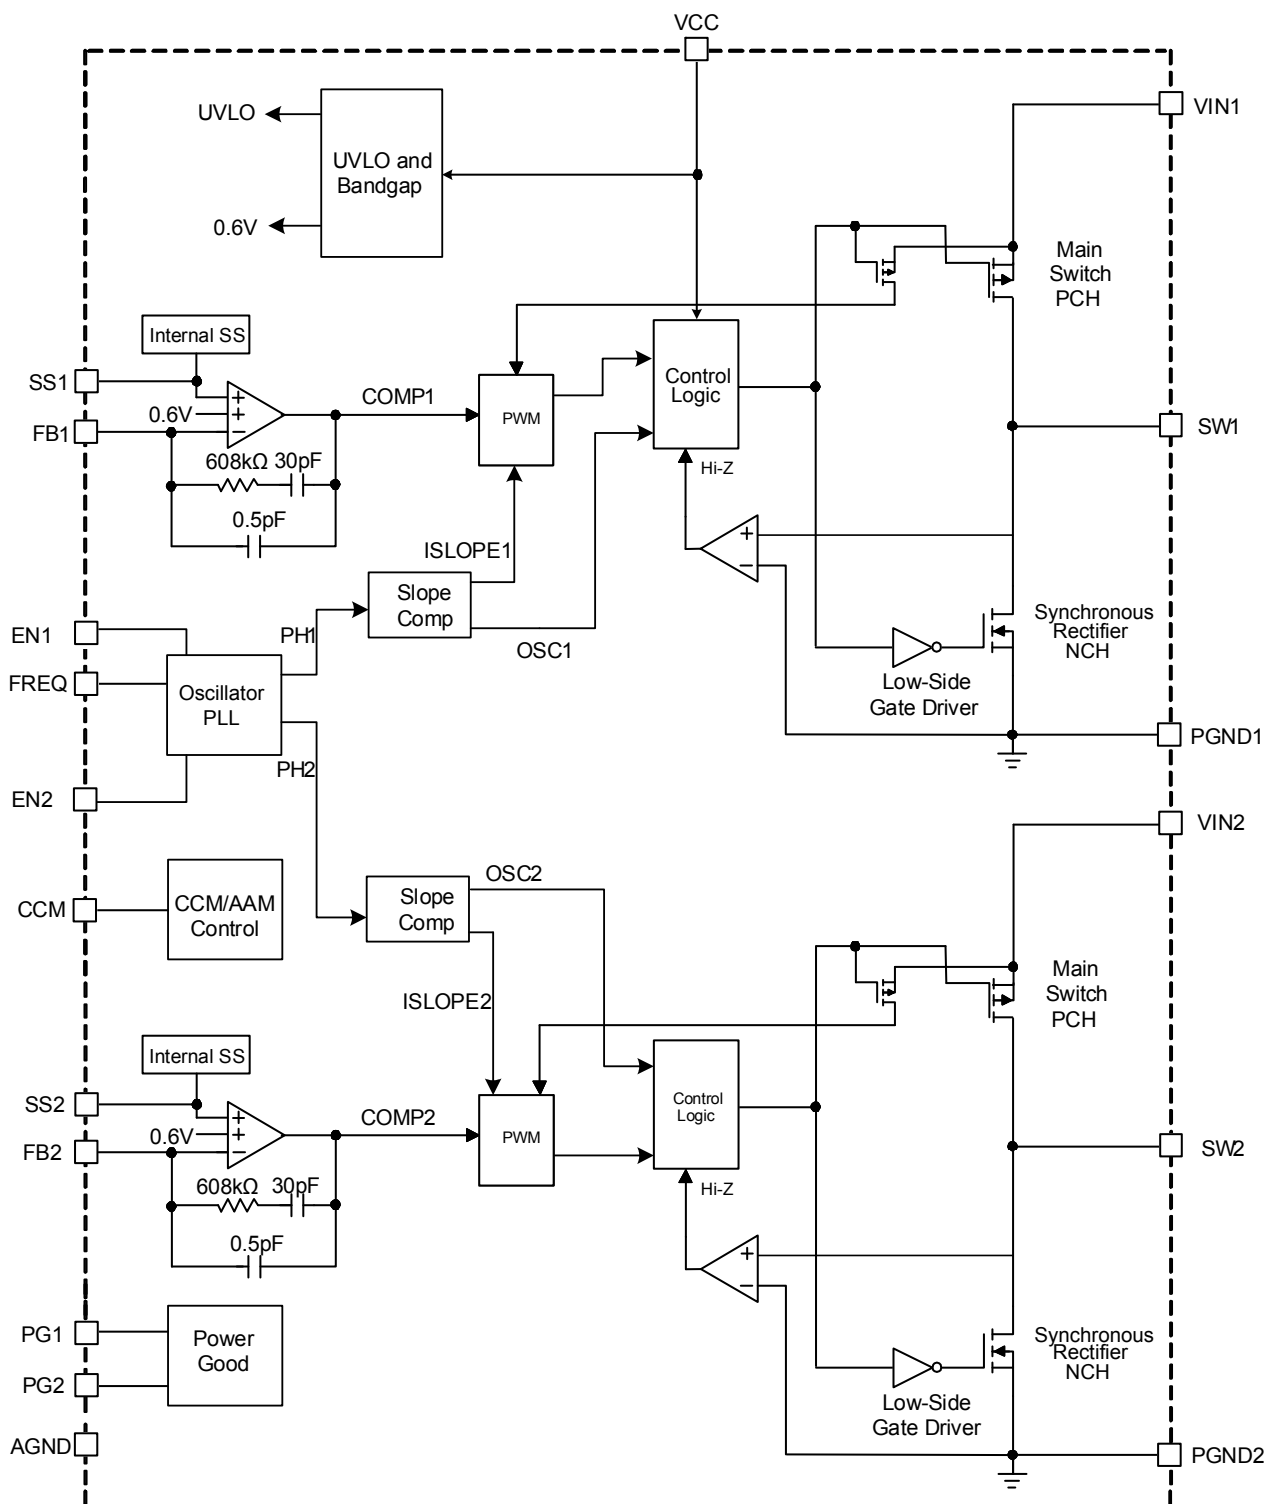 VCC
VIN1
UVLO
UVLO and
Bandgap
0.6V
Main
Switch
PCH
Internal SS
SS1
0.6V
FB1
COMP1
PWM
Control
Logic
SW1
608kΩ 30pF
0.5pF
Hi-Z
ISLOPE1
Slope
Comp
OSC1
EN1
PH1
FREQ
Oscillator
PLL
PH2
EN2
Synchronous
Rectifier
NCH
Low-Side
Gate Driver
PGND1
VIN2
CCM
CCM/AAM
Control
OSC2
Slope
Comp
ISLOPE2
Main
Switch
PCH
Internal SS
SS2
0.6V
FB2
COMP2
PWM
Control
Logic
SW2
608kΩ 30pF
0.5pF
Hi-Z
PG1
PG2
Power
Good
AGND
Synchronous
Rectifier
NCH
Low-Side
Gate Driver
PGND2